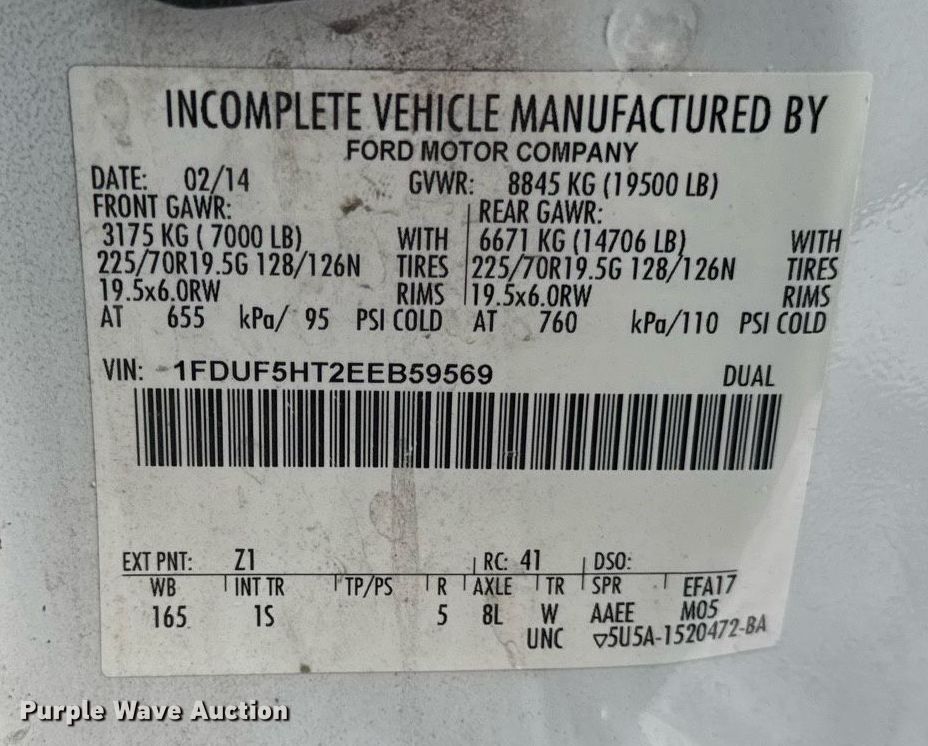 INCOMPLETE VEHICLE MANUFACTURED BY
FORD MOTOR COMPANY
DATE: 02/14 GVWR: 8845 KG (19500 LB)
FRONT GAWR: REAR GAWR:
3175 KG ( 7000 LB) WITH 6671 KG (14706 LB) WITH
225/70R19.5G 128/126N TIRES 225/70R19.5G 128/126N TIRES
19.5x6.0RW RIMS 19.5x6.0RW RIMS
AT 655 kPa/ 95 PSI COLD AT 760 kPa/110 PSI COLD
VIN: 1FDUF5HT2EEB59569 DUAL
EXT PNT: Z1 RC: 41 DSO:
WB INT TR TP/PS R AXLE TR SPR EFA17
165 1S 5 8L W AAEE M05
UNC ▽5U5A-1520472-BA
Purple Wave Auction